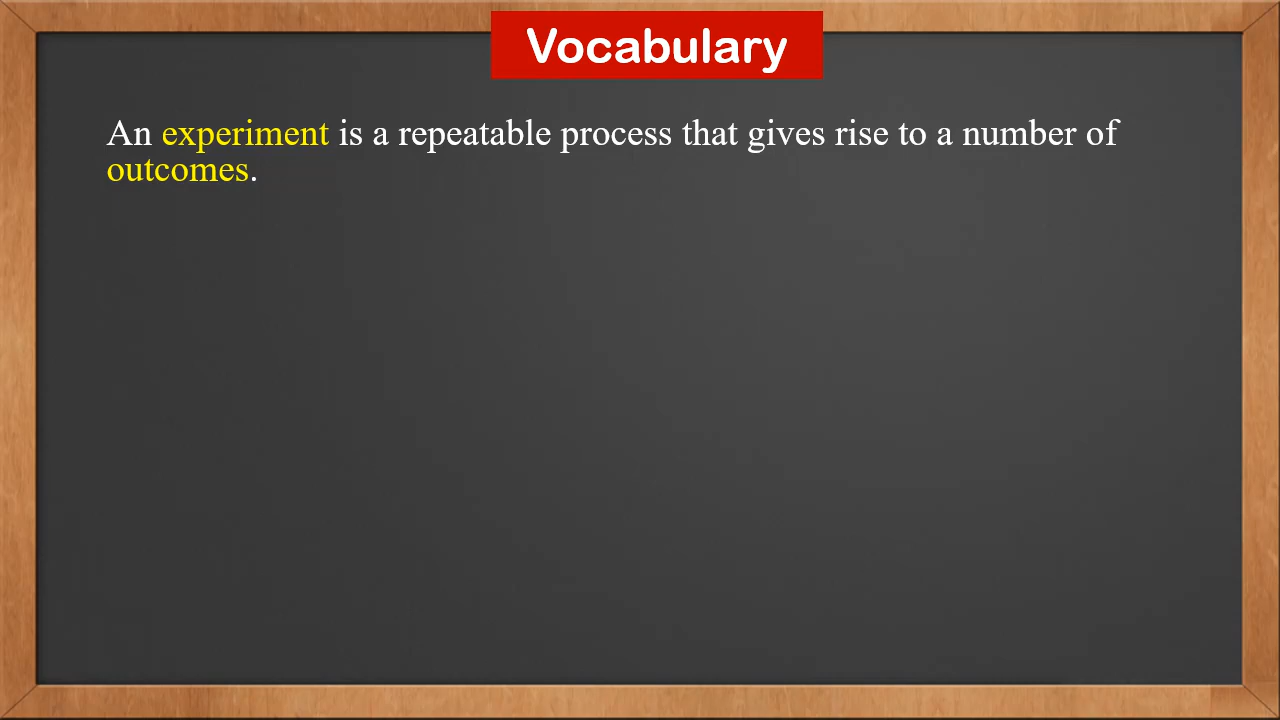 Vocabulary
An experiment is a repeatable process that gives rise to a number of
outcomes.